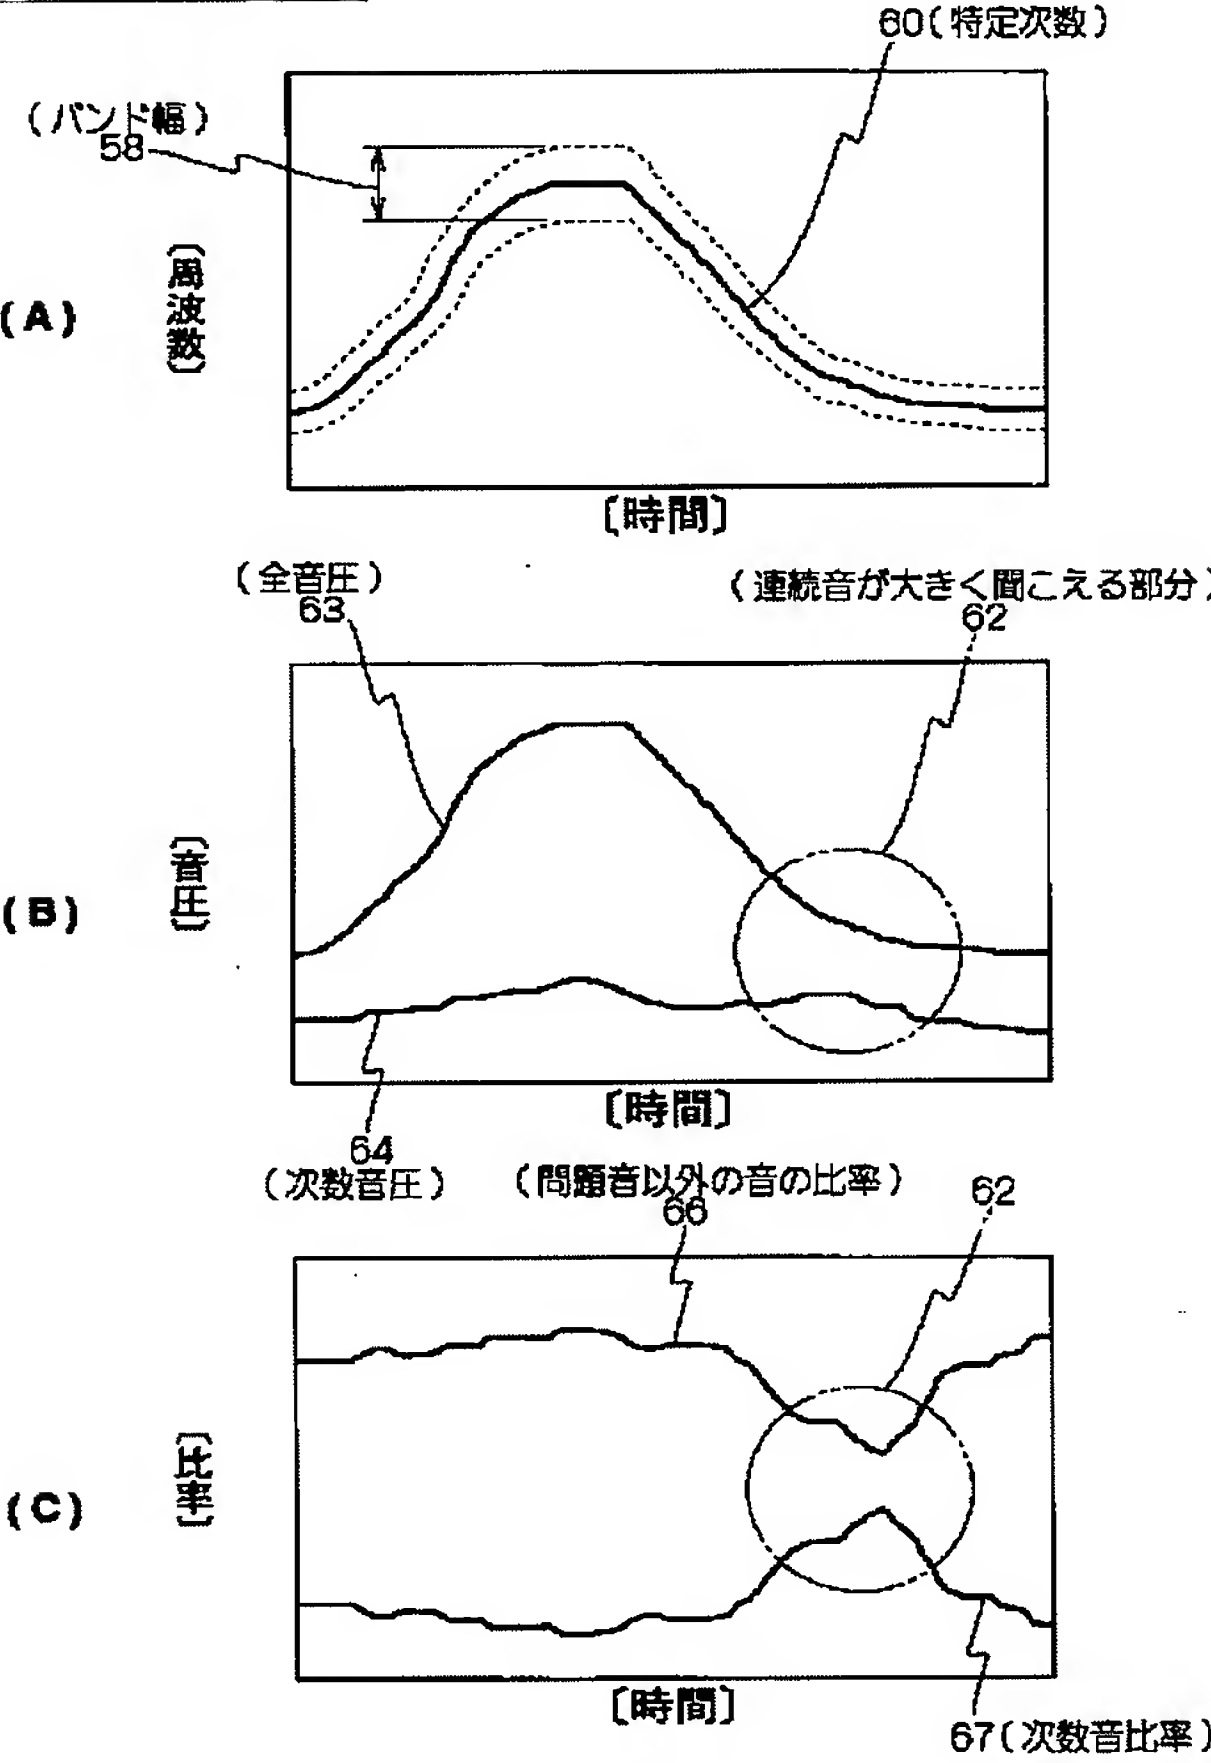 60(特定次数)
(バンド幅)
58
〔周波数〕
(A)
〔時間〕
(全音圧)
63
(連続音が大きく聞こえる部分)
62
〔音圧〕
(B)
〔時間〕
64
(次数音圧)
(問題音以外の音の比率)
66
62
〔比率〕
(C)
〔時間〕
67(次数音比率)